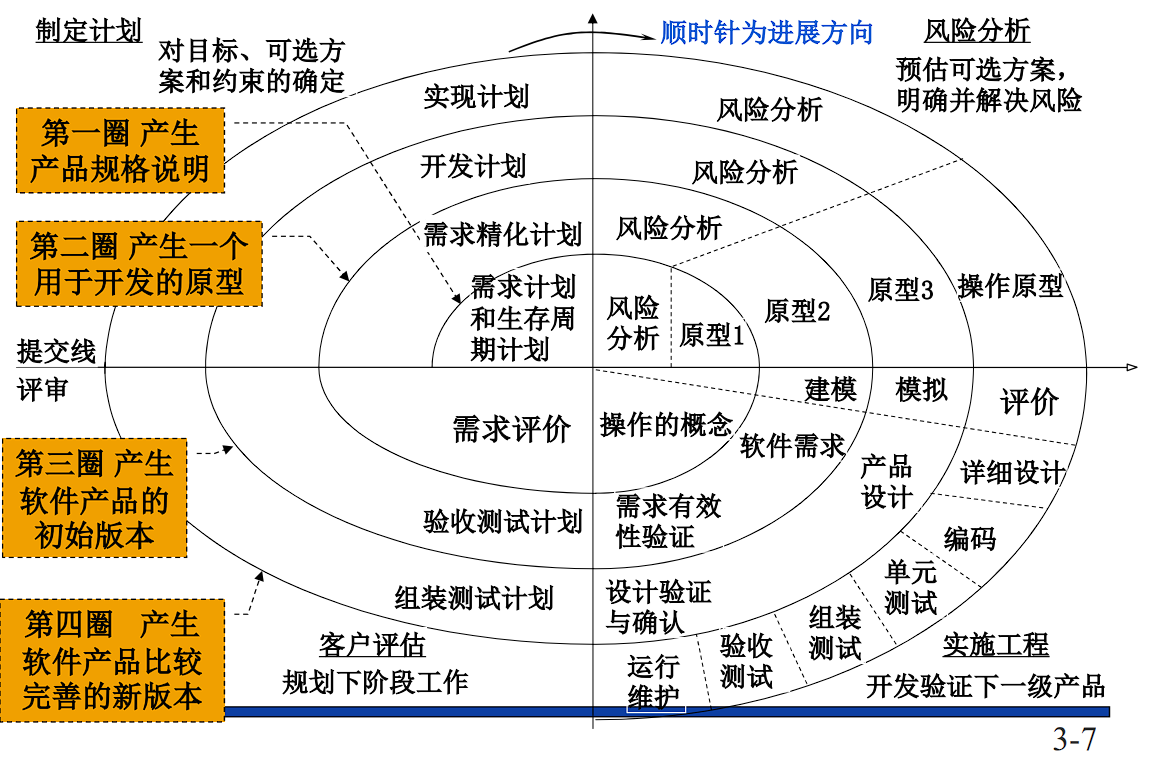 制定计划
对目标、可选方
案和约束的确定
顺时针为进展方向
风险分析
预估可选方案，
明确并解决风险
第一圈 产生
产品规格说明
第二圈 产生一个
用于开发的原型
提交线
评审
第三圈 产生
软件产品的
初始版本
第四圈 产生
软件产品比较
完善的新版本
实现计划
开发计划
需求精化计划
需求计划
和生存周
期计划
风险分析
风险分析
风险分析
风险
分析
原型1
原型2
原型3
操作原型
需求评价
操作的概念
建模
模拟
评价
软件需求
产品
设计
详细设计
验收测试计划
需求有效
性验证
编码
单元
测试
组装测试计划
设计验证
与确认
组装
测试
验收
测试
运行
维护
客户评估
规划下阶段工作
实施工程
开发验证下一级产品
3-7